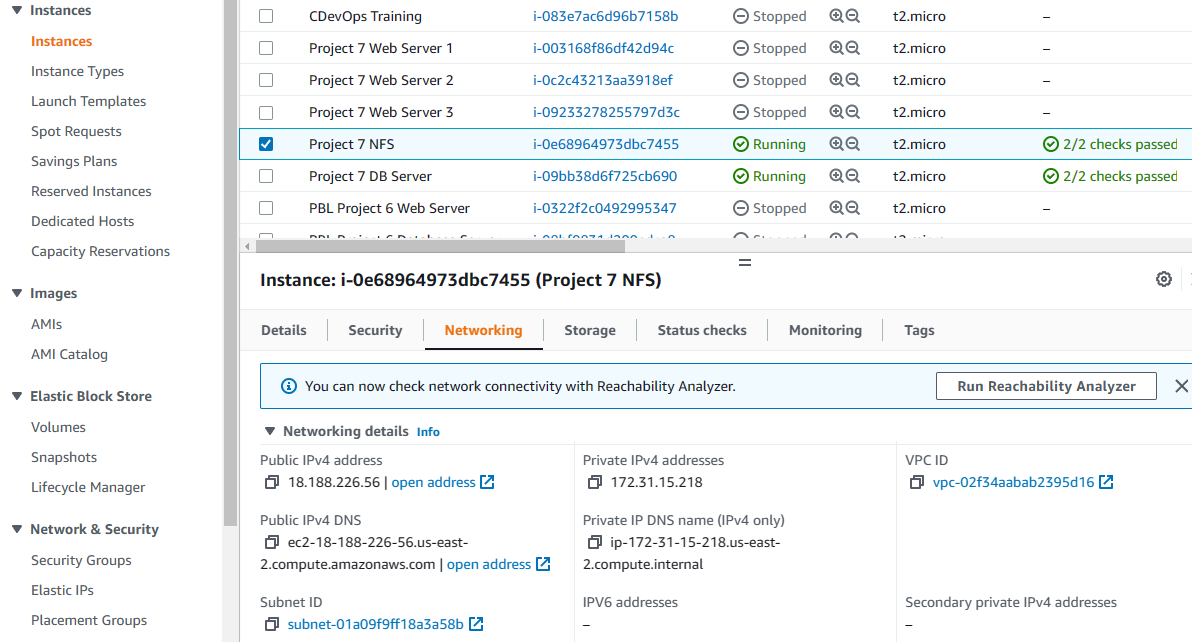 Instances
Instances
Instance Types
Launch Templates
Spot Requests
Savings Plans
Reserved Instances
Dedicated Hosts
Capacity Reservations
Images
AMIs
AMI Catalog
Elastic Block Store
Volumes
Snapshots
Lifecycle Manager
Network & Security
Security Groups
Elastic IPs
Placement Groups
CDevOps Training i-083e7ac6d96b7158b Stopped t2.micro –
Project 7 Web Server 1 i-003168f86df42d94c Stopped t2.micro –
Project 7 Web Server 2 i-0c2c43213aa3918ef Stopped t2.micro –
Project 7 Web Server 3 i-09233278255797d3c Stopped t2.micro –
Project 7 NFS i-0e68964973dbc7455 Running t2.micro 2/2 checks passed
Project 7 DB Server i-09bb38d6f725cb690 Running t2.micro 2/2 checks passed
PBL Project 6 Web Server i-0322f2c0492995347 Stopped t2.micro –
Instance: i-0e68964973dbc7455 (Project 7 NFS)
Details Security Networking Storage Status checks Monitoring Tags
You can now check network connectivity with Reachability Analyzer. Run Reachability Analyzer
Networking details Info
Public IPv4 address
18.188.226.56 | open address
Private IPv4 addresses
172.31.15.218
VPC ID
vpc-02f34aabab2395d16
Public IPv4 DNS
ec2-18-188-226-56.us-east-
2.compute.amazonaws.com | open address
Private IP DNS name (IPv4 only)
ip-172-31-15-218.us-east-
2.compute.internal
Subnet ID
subnet-01a09f9ff18a3a58b
IPV6 addresses
–
Secondary private IPv4 addresses
–